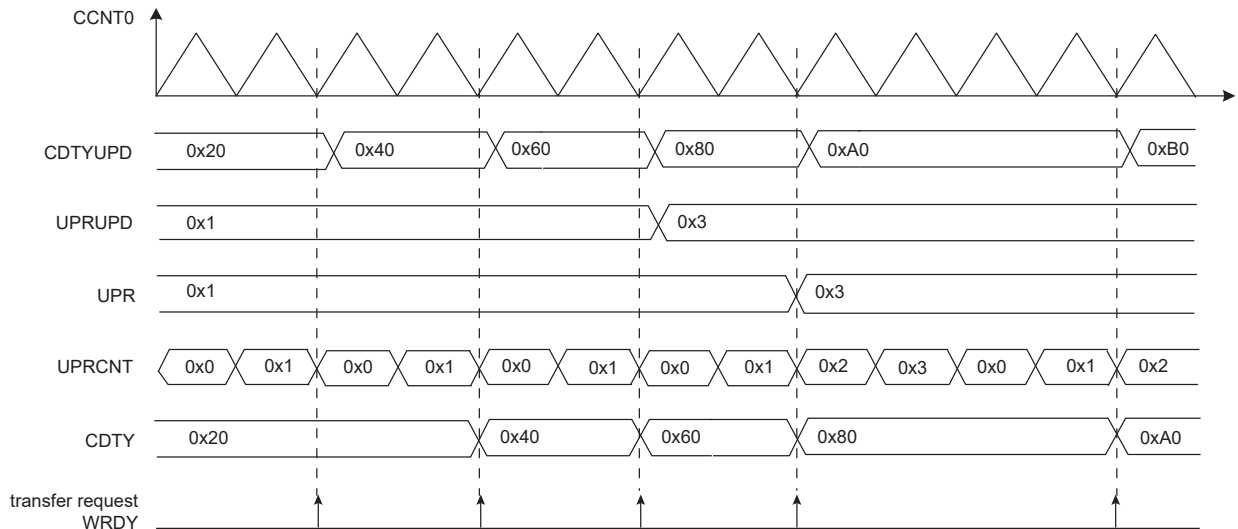 CCNT0
CDTYUPD 0x20 0x40 0x60 0x80 0xA0 0xB0
UPRUPD 0x1 0x3
UPR 0x1 0x3
UPRCNT 0x0 0x1 0x0 0x1 0x0 0x1 0x0 0x1 0x2 0x3 0x0 0x1 0x2
CDTY 0x20 0x40 0x60 0x80 0xA0
transfer request
WRDY